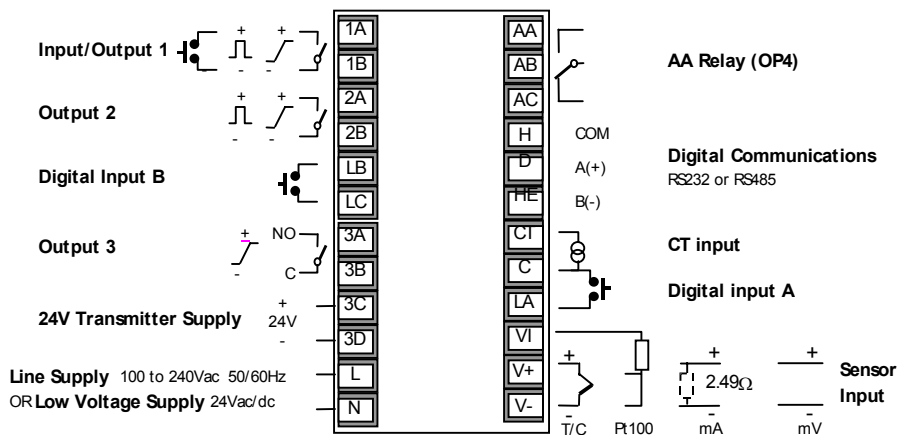 Input/Output 1
+
+
-
-
1A
1B
Output 2
+
+
-
-
2A
2B
Digital Input B
LB
LC
Output 3
+
-
NO
C
3A
3B
24V Transmitter Supply
+
24V
-
3C
3D
Line Supply 100 to 240Vac 50/60Hz
OR Low Voltage Supply 24Vac/dc
L
N
AA
AB
AC
AA Relay (OP4)
H
D
HE
COM
A(+)
B(-)
Digital Communications
RS232 or RS485
CT
C
LA
CT input
Digital input A
VI
V+
V-
+
-
T/C
Pt100
+
2.49Ω
-
mA
+
-
mV
Sensor
Input